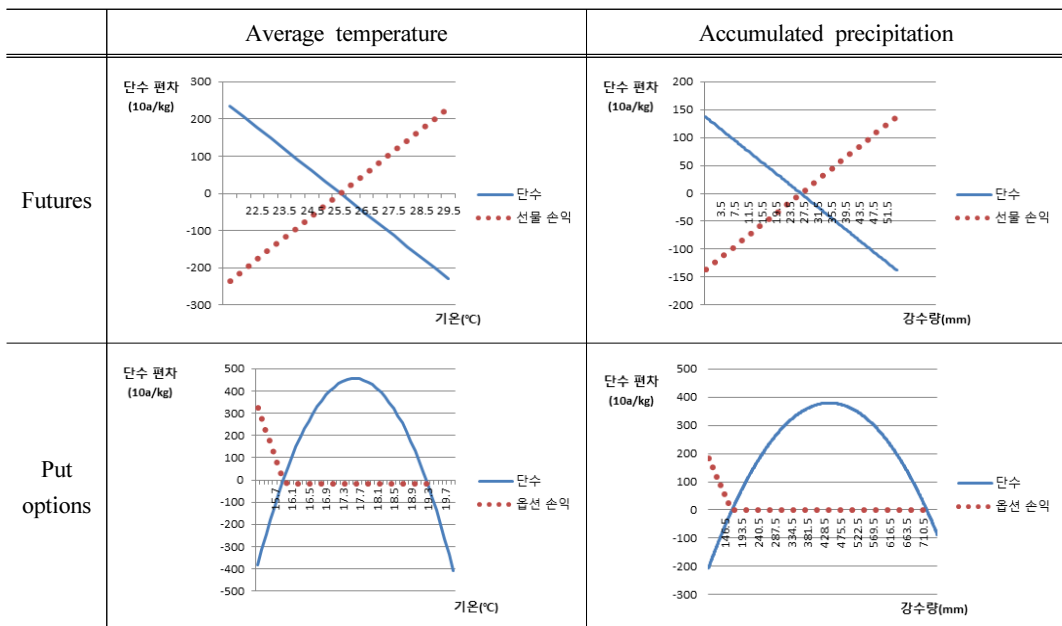 Average temperature
Accumulated precipitation
Futures
단수 편차
(10a/kg)
300
200
100
0
-100
-200
-300
22.5 23.5 24.5 25.5 26.5 27.5 28.5 29.5
기온(℃)
단수
선물 손익
단수 편차
(10a/kg)
200
150
100
50
0
-50
-100
-150
-200
3.5 7.5 11.5 15.5 19.5 23.5 27.5 31.5 35.5 39.5 43.5 47.5 51.5
강수량(mm)
단수
선물 손익
Put
options
단수 편차
(10a/kg)
500
400
300
200
100
0
-100
-200
-300
-400
-500
15.7 16.1 16.5 16.9 17.3 17.7 18.1 18.5 18.9 19.3 19.7
기온(℃)
단수
옵션 손익
단수 편차
(10a/kg)
500
400
300
200
100
0
-100
-200
-300
146.5 193.5 240.5 287.5 334.5 381.5 428.5 475.5 522.5 569.5 616.5 663.5 710.5
강수량(mm)
단수
옵션 손익